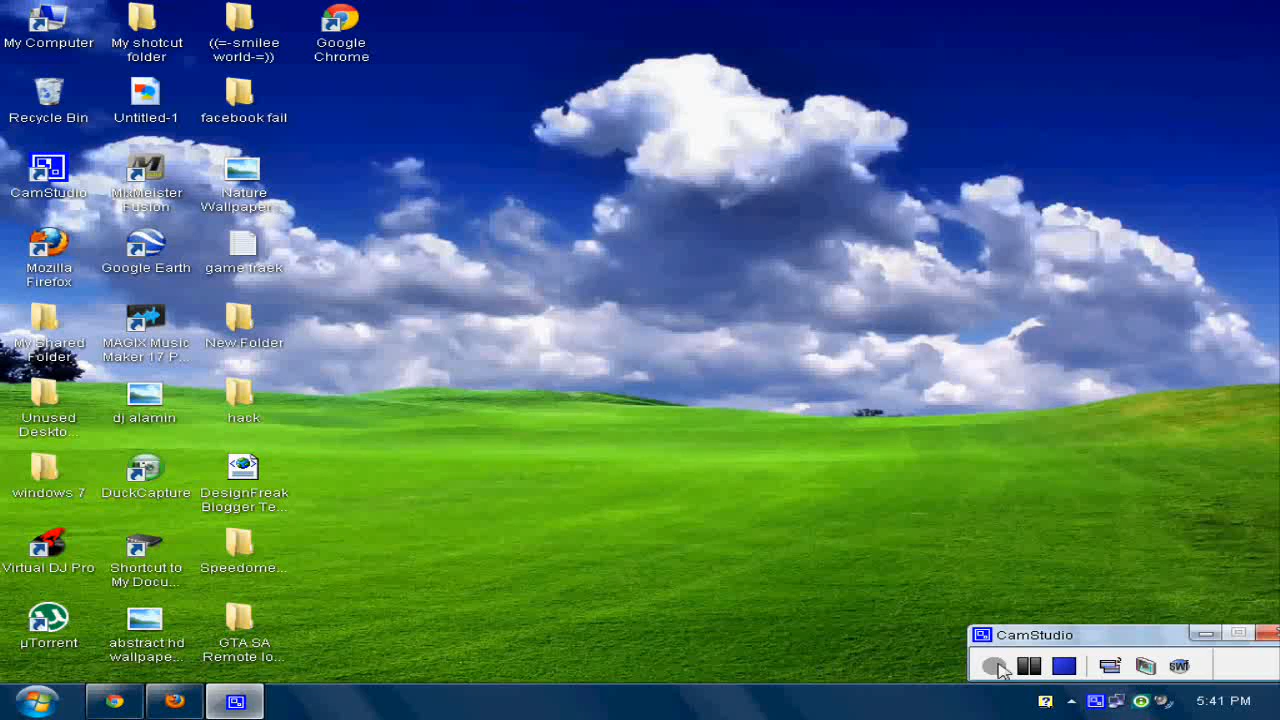 My Computer
My shotcut
folder
((=-smilee
world-=))
Google
Chrome
Recycle Bin
Untitled-1
facebook fail
CamStudio
MixMeister
Fusion
Nature
Wallpaper...
Mozilla
Firefox
Google Earth
game fraek
My Shared
Folder
MAGIX Music
Maker 17 P...
New Folder
Unused
Deskto...
dj alamin
hack
windows 7
DuckCapture
DesignFreak
Blogger Te...
Virtual DJ Pro
Shortcut to
My Docu...
Speedome...
µTorrent
abstract hd
wallpape...
GTA SA
Remote lo...
CamStudio
SWF
5:41 PM